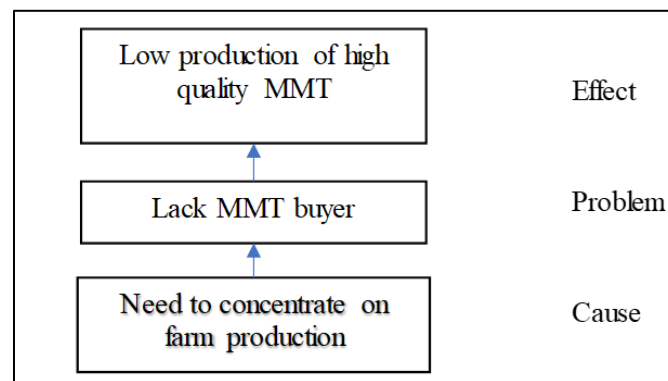 Low production of high
quality MMT
Effect
Lack MMT buyer
Problem
Need to concentrate on
farm production
Cause